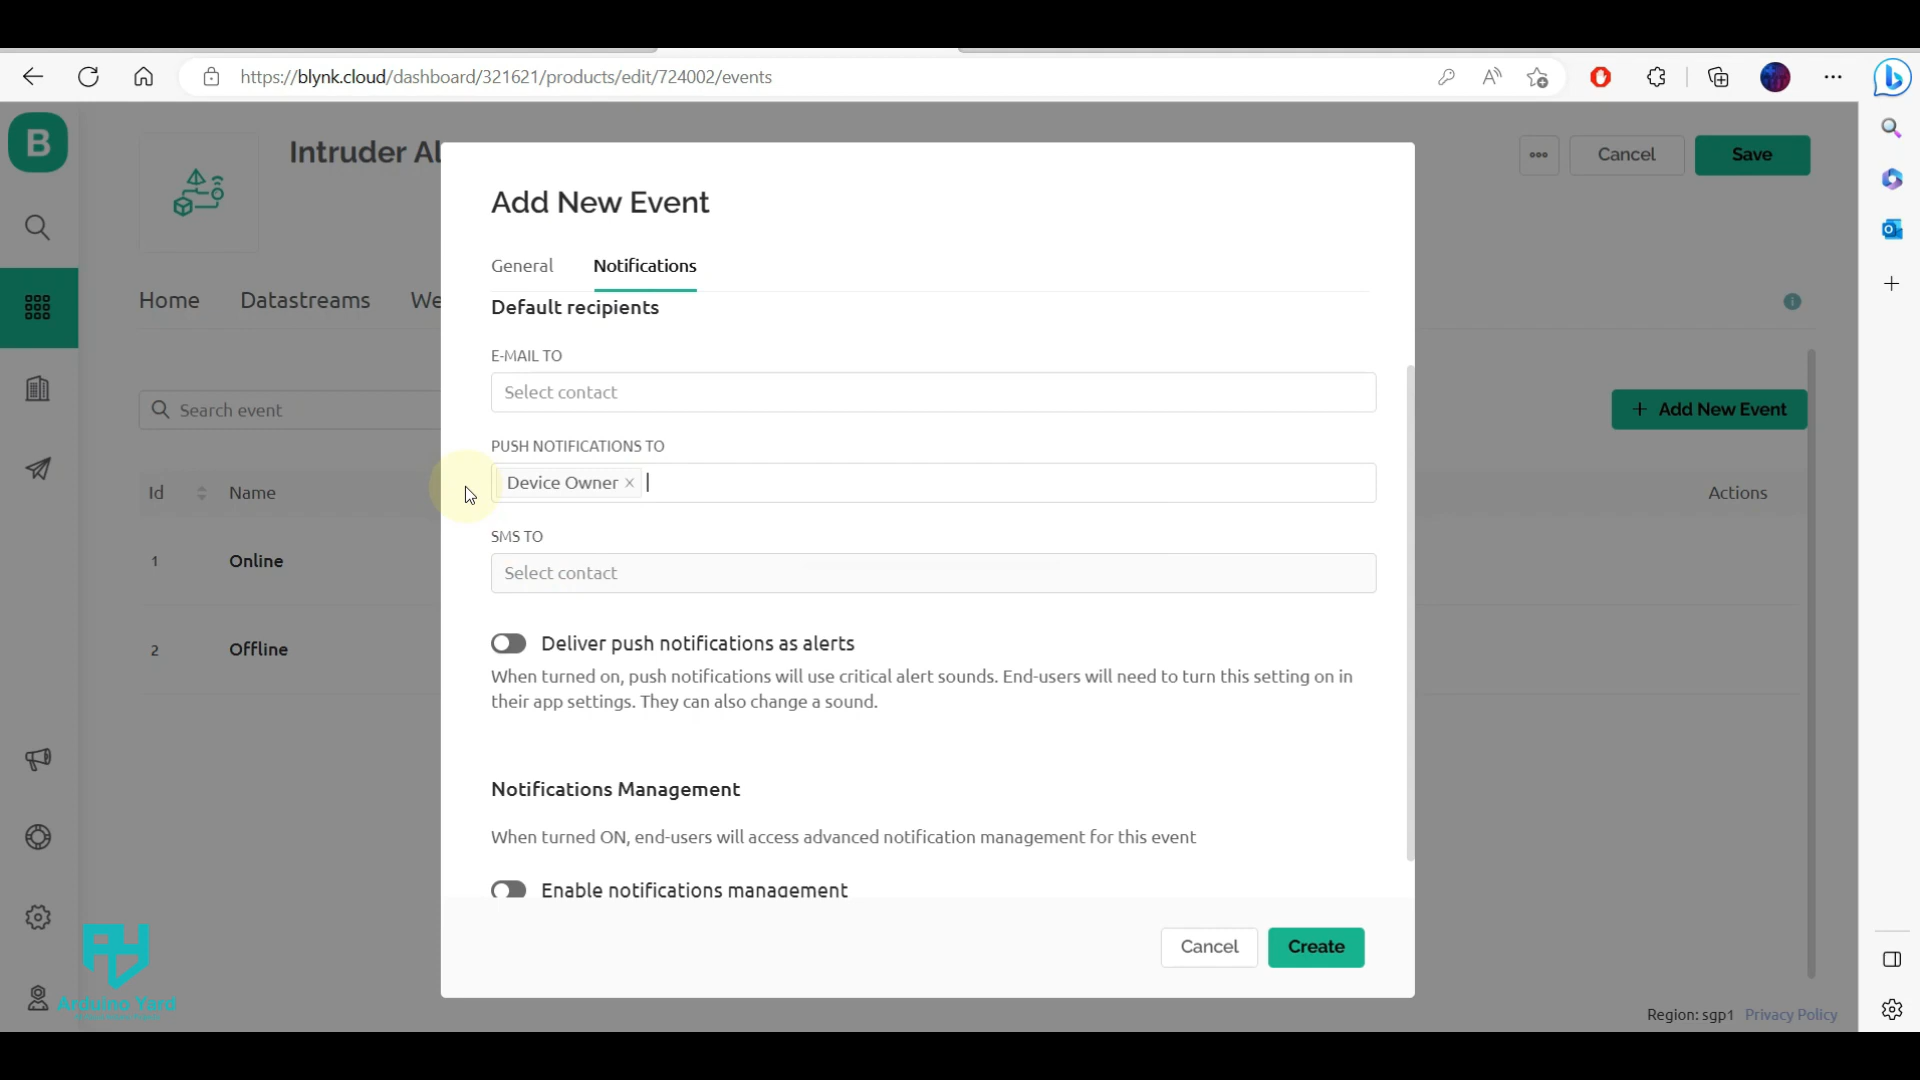 https://blynk.cloud/dashboard/321621/products/edit/724002/events
B
Intruder Al
Cancel
Save
Add New Event
General
Notifications
Home
Datastreams
We
Default recipients
E-MAIL TO
Select contact
Search event
+ Add New Event
PUSH NOTIFICATIONS TO
Device Owner ×
Id
Name
Actions
SMS TO
Select contact
1
Online
2
Offline
Deliver push notifications as alerts
When turned on, push notifications will use critical alert sounds. End-users will need to turn this setting on in
their app settings. They can also change a sound.
Notifications Management
When turned ON, end-users will access advanced notification management for this event
Enable notifications management
Cancel
Create
Arduino Yard
Region: sgp1
Privacy Policy